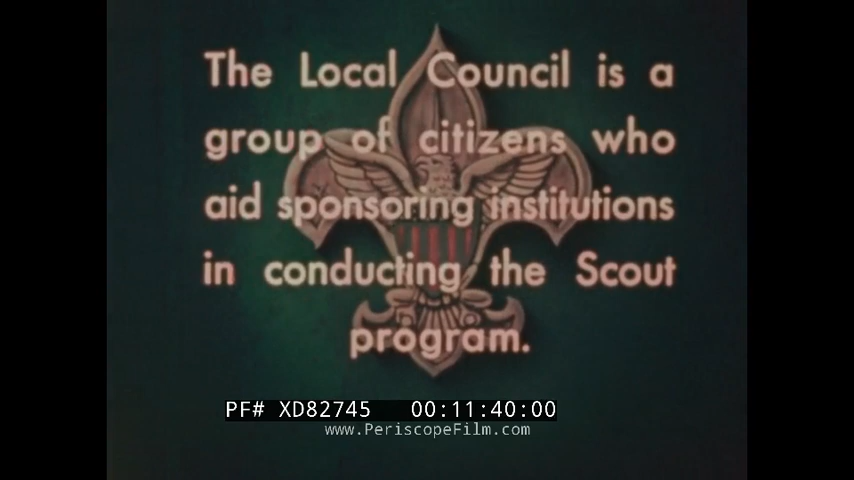 The Local Council is a
group of citizens who
aid sponsoring institutions
in conducting the Scout
program.
PF# XD82745 00:11:40:00
www.PeriscopeFilm.com